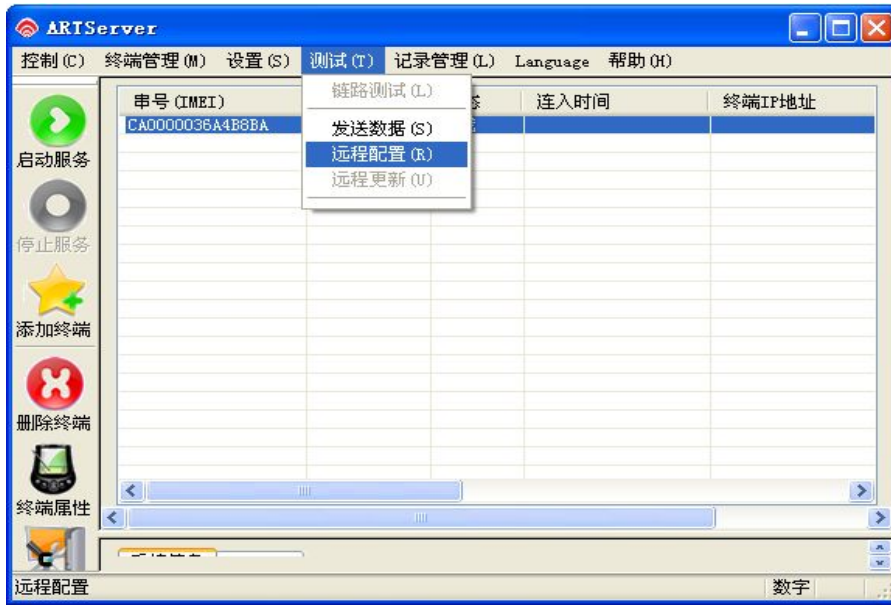 ARTServer
控制(C) 终端管理(M) 设置(S) 测试(T) 记录管理(L) Language 帮助(H)
链路测试(L)
发送数据(S)
远程配置(R)
远程更新(U)
串号(IMEI) 连入时间 终端IP地址
CA0000036A4B8BA
启动服务
停止服务
添加终端
删除终端
终端属性
远程配置 数字